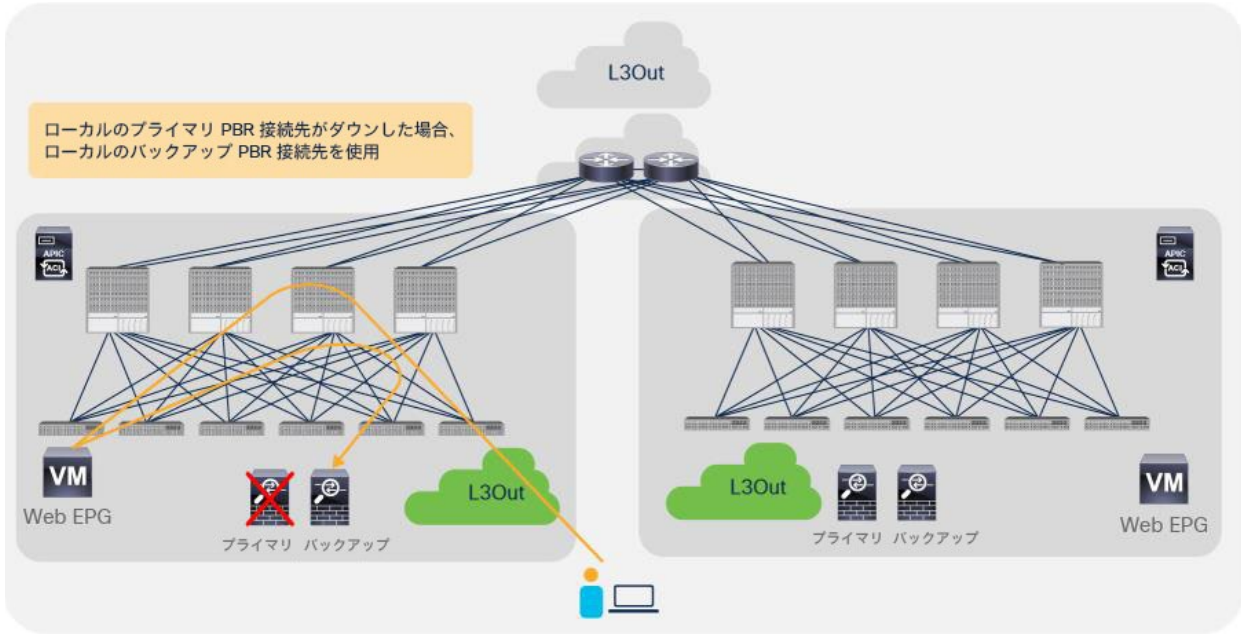 L3Out
ローカルのプライマリ PBR 接続先がダウンした場合、
ローカルのバックアップ PBR 接続先を使用
APIC
ACI
APIC
ACI
VM
Web EPG
プライマリ
バックアップ
L3Out
L3Out
プライマリ
バックアップ
VM
Web EPG